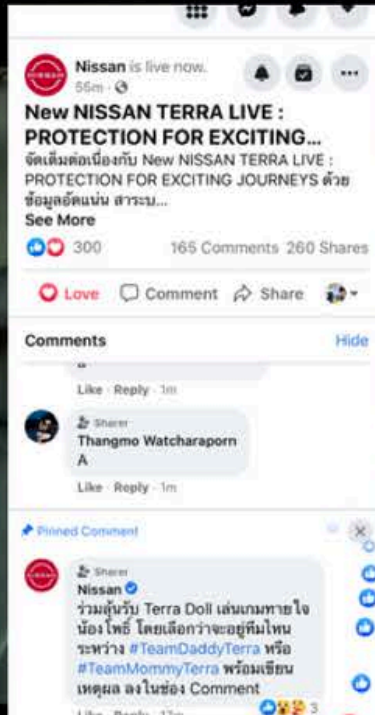 Nissan is live now.
55m
New NISSAN TERRA LIVE :
PROTECTION FOR EXCITING...
จัดเต็มต่อเนื่องกับ New NISSAN TERRA LIVE :
PROTECTION FOR EXCITING JOURNEYS ด้วย
ข้อมูลอัดแน่น สาระบ...
See More
300 165 Comments 260 Shares
Love Comment Share
Comments Hide
Like · Reply · 1m
Sharer
Thangmo Watcharaporn
A
Like · Reply · 1m
Pinned Comment
Sharer
Nissan
ร่วมลุ้นรับ Terra Doll เล่นเกมทายใจ
น้องโพธิ์ โดยเลือกว่าจะอยู่ทีมไหน
ระหว่าง #TeamDaddyTerra หรือ
#TeamMommyTerra พร้อมเขียน
เหตุผล ลงในช่อง Comment
3
Like · Reply · 17m